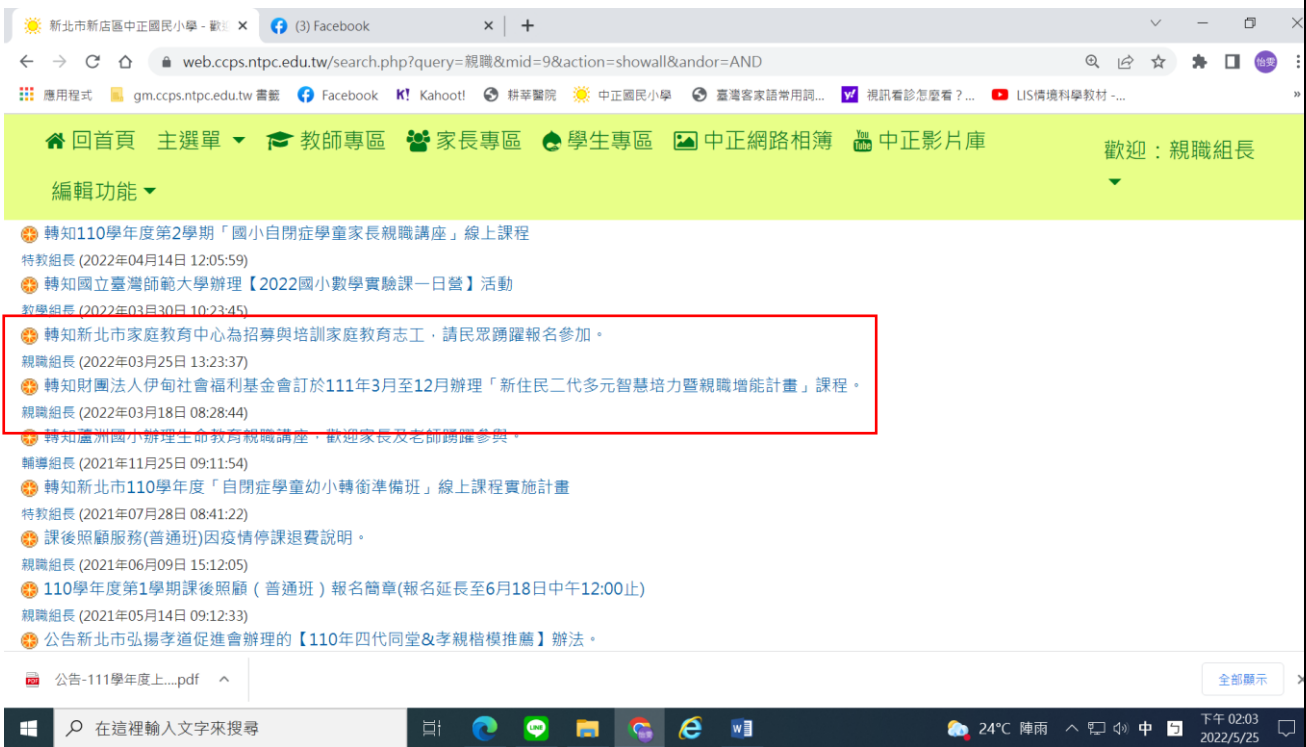 新北市新店區中正國民小學 - 歡
(3) Facebook
web.ccps.ntpc.edu.tw/search.php?query=親職&mid=9&action=showall&andor=AND
怡雯
應用程式 gm.ccps.ntpc.edu.tw 書籤 Facebook K! Kahoot! 耕莘醫院 中正國民小學 臺灣客家語常用詞... 視訊看診怎麼看？... LIS情境科學教材 -... »
回首頁 主選單 教師專區 家長專區 學生專區 中正網路相簿 中正影片庫
歡迎：親職組長
編輯功能
轉知110學年度第2學期「國小自閉症學童家長親職講座」線上課程
特教組長 (2022年04月14日 12:05:59)
轉知國立臺灣師範大學辦理【2022國小數學實驗課一日營】活動
教學組長 (2022年03月30日 10:23:45)
轉知新北市家庭教育中心為招募與培訓家庭教育志工，請民眾踴躍報名參加。
親職組長 (2022年03月25日 13:23:37)
轉知財團法人伊甸社會福利基金會訂於111年3月至12月辦理「新住民二代多元智慧培力暨親職增能計畫」課程。
親職組長 (2022年03月18日 08:28:44)
轉知蘆洲國小辦理生命教育親職講座，歡迎家長及老師踴躍參與。
輔導組長 (2021年11月25日 09:11:54)
轉知新北市110學年度「自閉症學童幼小轉銜準備班」線上課程實施計畫
特教組長 (2021年07月28日 08:41:22)
課後照顧服務(普通班)因疫情停課退費說明。
親職組長 (2021年06月09日 15:12:05)
110學年度第1學期課後照顧（普通班）報名簡章(報名延長至6月18日中午12:00止)
親職組長 (2021年05月14日 09:12:33)
公告新北市弘揚孝道促進會辦理的【110年四代同堂&孝親楷模推薦】辦法。
公告-111學年度上....pdf
全部顯示
在這裡輸入文字來搜尋
24°C 陣雨
中
下午 02:03
2022/5/25